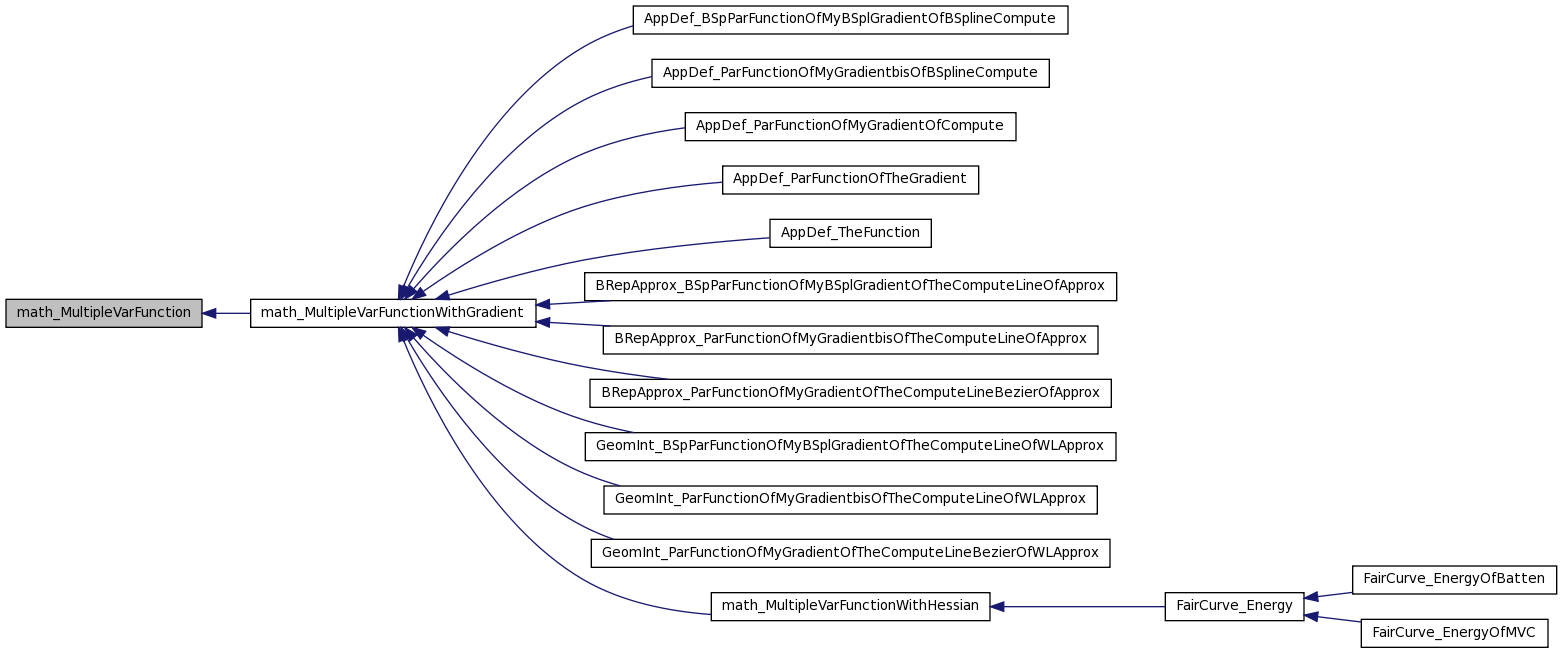 AppDef_BSpParFunctionOfMyBSplGradientOfBSplineCompute
AppDef_ParFunctionOfMyGradientbisOfBSplineCompute
AppDef_ParFunctionOfMyGradientOfCompute
AppDef_ParFunctionOfTheGradient
AppDef_TheFunction
BRepApprox_BSpParFunctionOfMyBSplGradientOfTheComputeLineOfApprox
math_MultipleVarFunction
math_MultipleVarFunctionWithGradient
BRepApprox_ParFunctionOfMyGradientbisOfTheComputeLineOfApprox
BRepApprox_ParFunctionOfMyGradientOfTheComputeLineBezierOfApprox
GeomInt_BSpParFunctionOfMyBSplGradientOfTheComputeLineOfWLApprox
GeomInt_ParFunctionOfMyGradientbisOfTheComputeLineOfWLApprox
GeomInt_ParFunctionOfMyGradientOfTheComputeLineBezierOfWLApprox
math_MultipleVarFunctionWithHessian
FairCurve_Energy
FairCurve_EnergyOfBatten
FairCurve_EnergyOfMVC